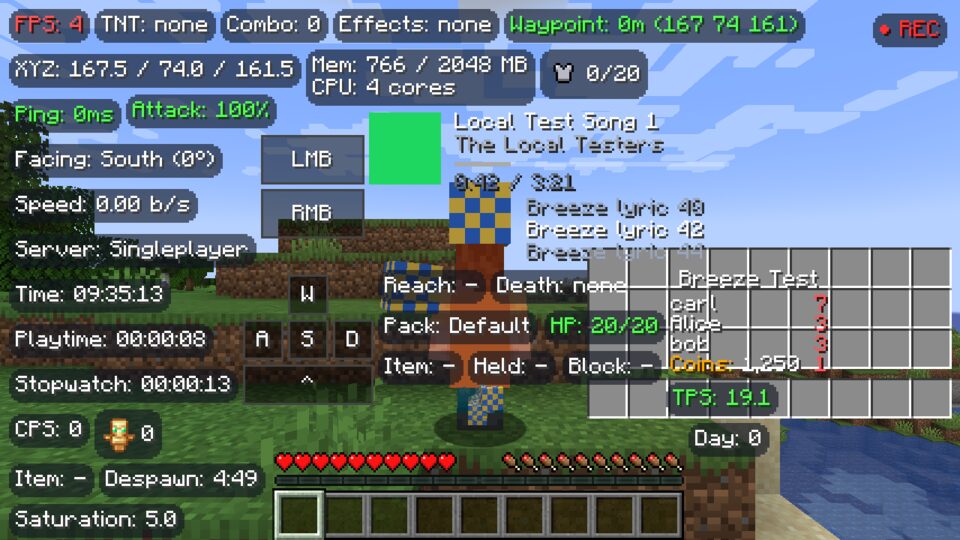 FPS: 4 TNT: none Combo: 0 Effects: none Waypoint: 0m (167 74 161)
REC
XYZ: 167.5 / 74.0 / 161.5
Mem: 766 / 2048 MB
CPU: 4 cores
0/20
Ping: 0ms
Attack: 100%
Local Test Song 1
The Local Testers
0:42 / 3:21
Breeze lyric 40
Breeze lyric 42
Breeze lyric 44
Facing: South (0°)
LMB
Speed: 0.00 b/s
RMB
Server: Singleplayer
Time: 09:35:13
W
A S D
^
Reach: - Death: none
Pack: Default HP: 20/20
Item: - Held: - Block: -
Breeze Test
carl 7
Alice 3
bob 3
Coins: 1,250 1
TPS: 19.1
Day: 0
Playtime: 00:00:08
Stopwatch: 00:00:13
CPS: 0 0
Item: - Despawn: 4:49
Saturation: 5.0